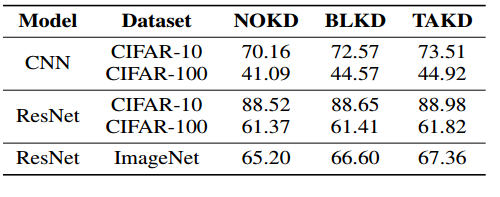 Model Dataset NOKD BLKD TAKD
CNN CIFAR-10 70.16 72.57 73.51
CIFAR-100 41.09 44.57 44.92
ResNet CIFAR-10 88.52 88.65 88.98
CIFAR-100 61.37 61.41 61.82
ResNet ImageNet 65.20 66.60 67.36